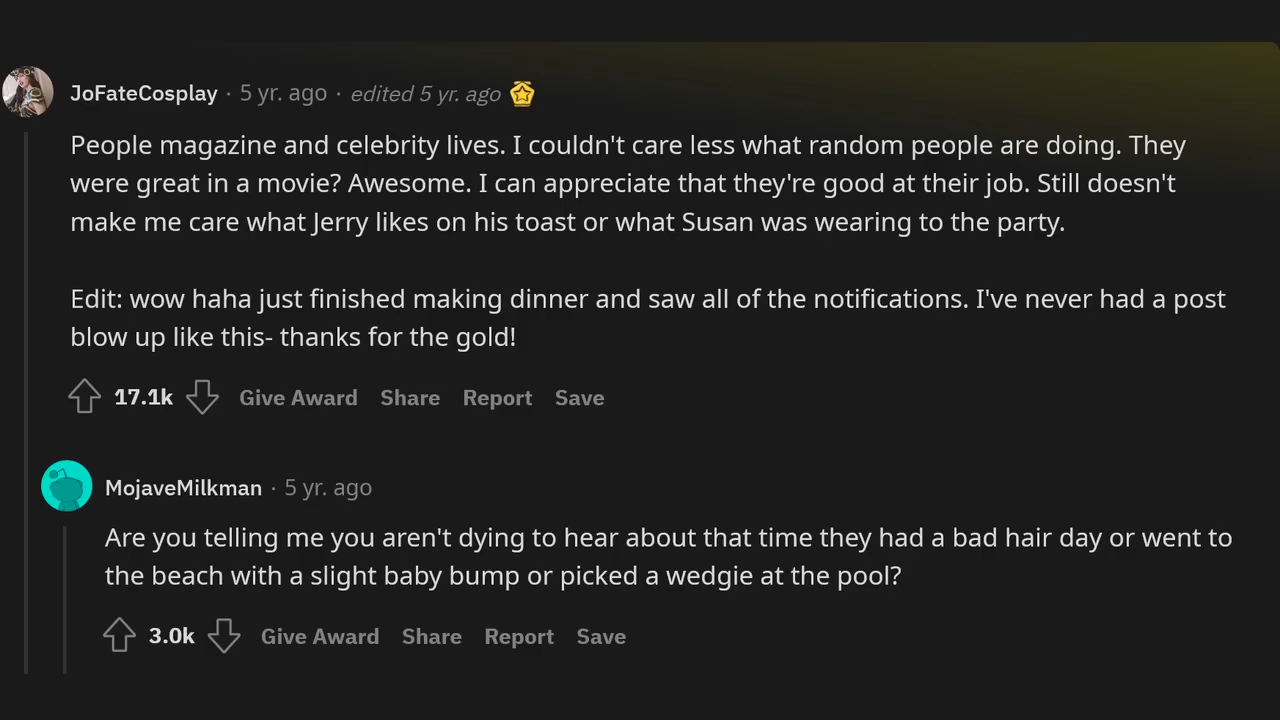 JoFateCosplay · 5 yr. ago · edited 5 yr. ago
People magazine and celebrity lives. I couldn't care less what random people are doing. They
were great in a movie? Awesome. I can appreciate that they're good at their job. Still doesn't
make me care what Jerry likes on his toast or what Susan was wearing to the party.
Edit: wow haha just finished making dinner and saw all of the notifications. I've never had a post
blow up like this- thanks for the gold!
17.1k Give Award Share Report Save
MojaveMilkman · 5 yr. ago
Are you telling me you aren't dying to hear about that time they had a bad hair day or went to
the beach with a slight baby bump or picked a wedgie at the pool?
3.0k Give Award Share Report Save